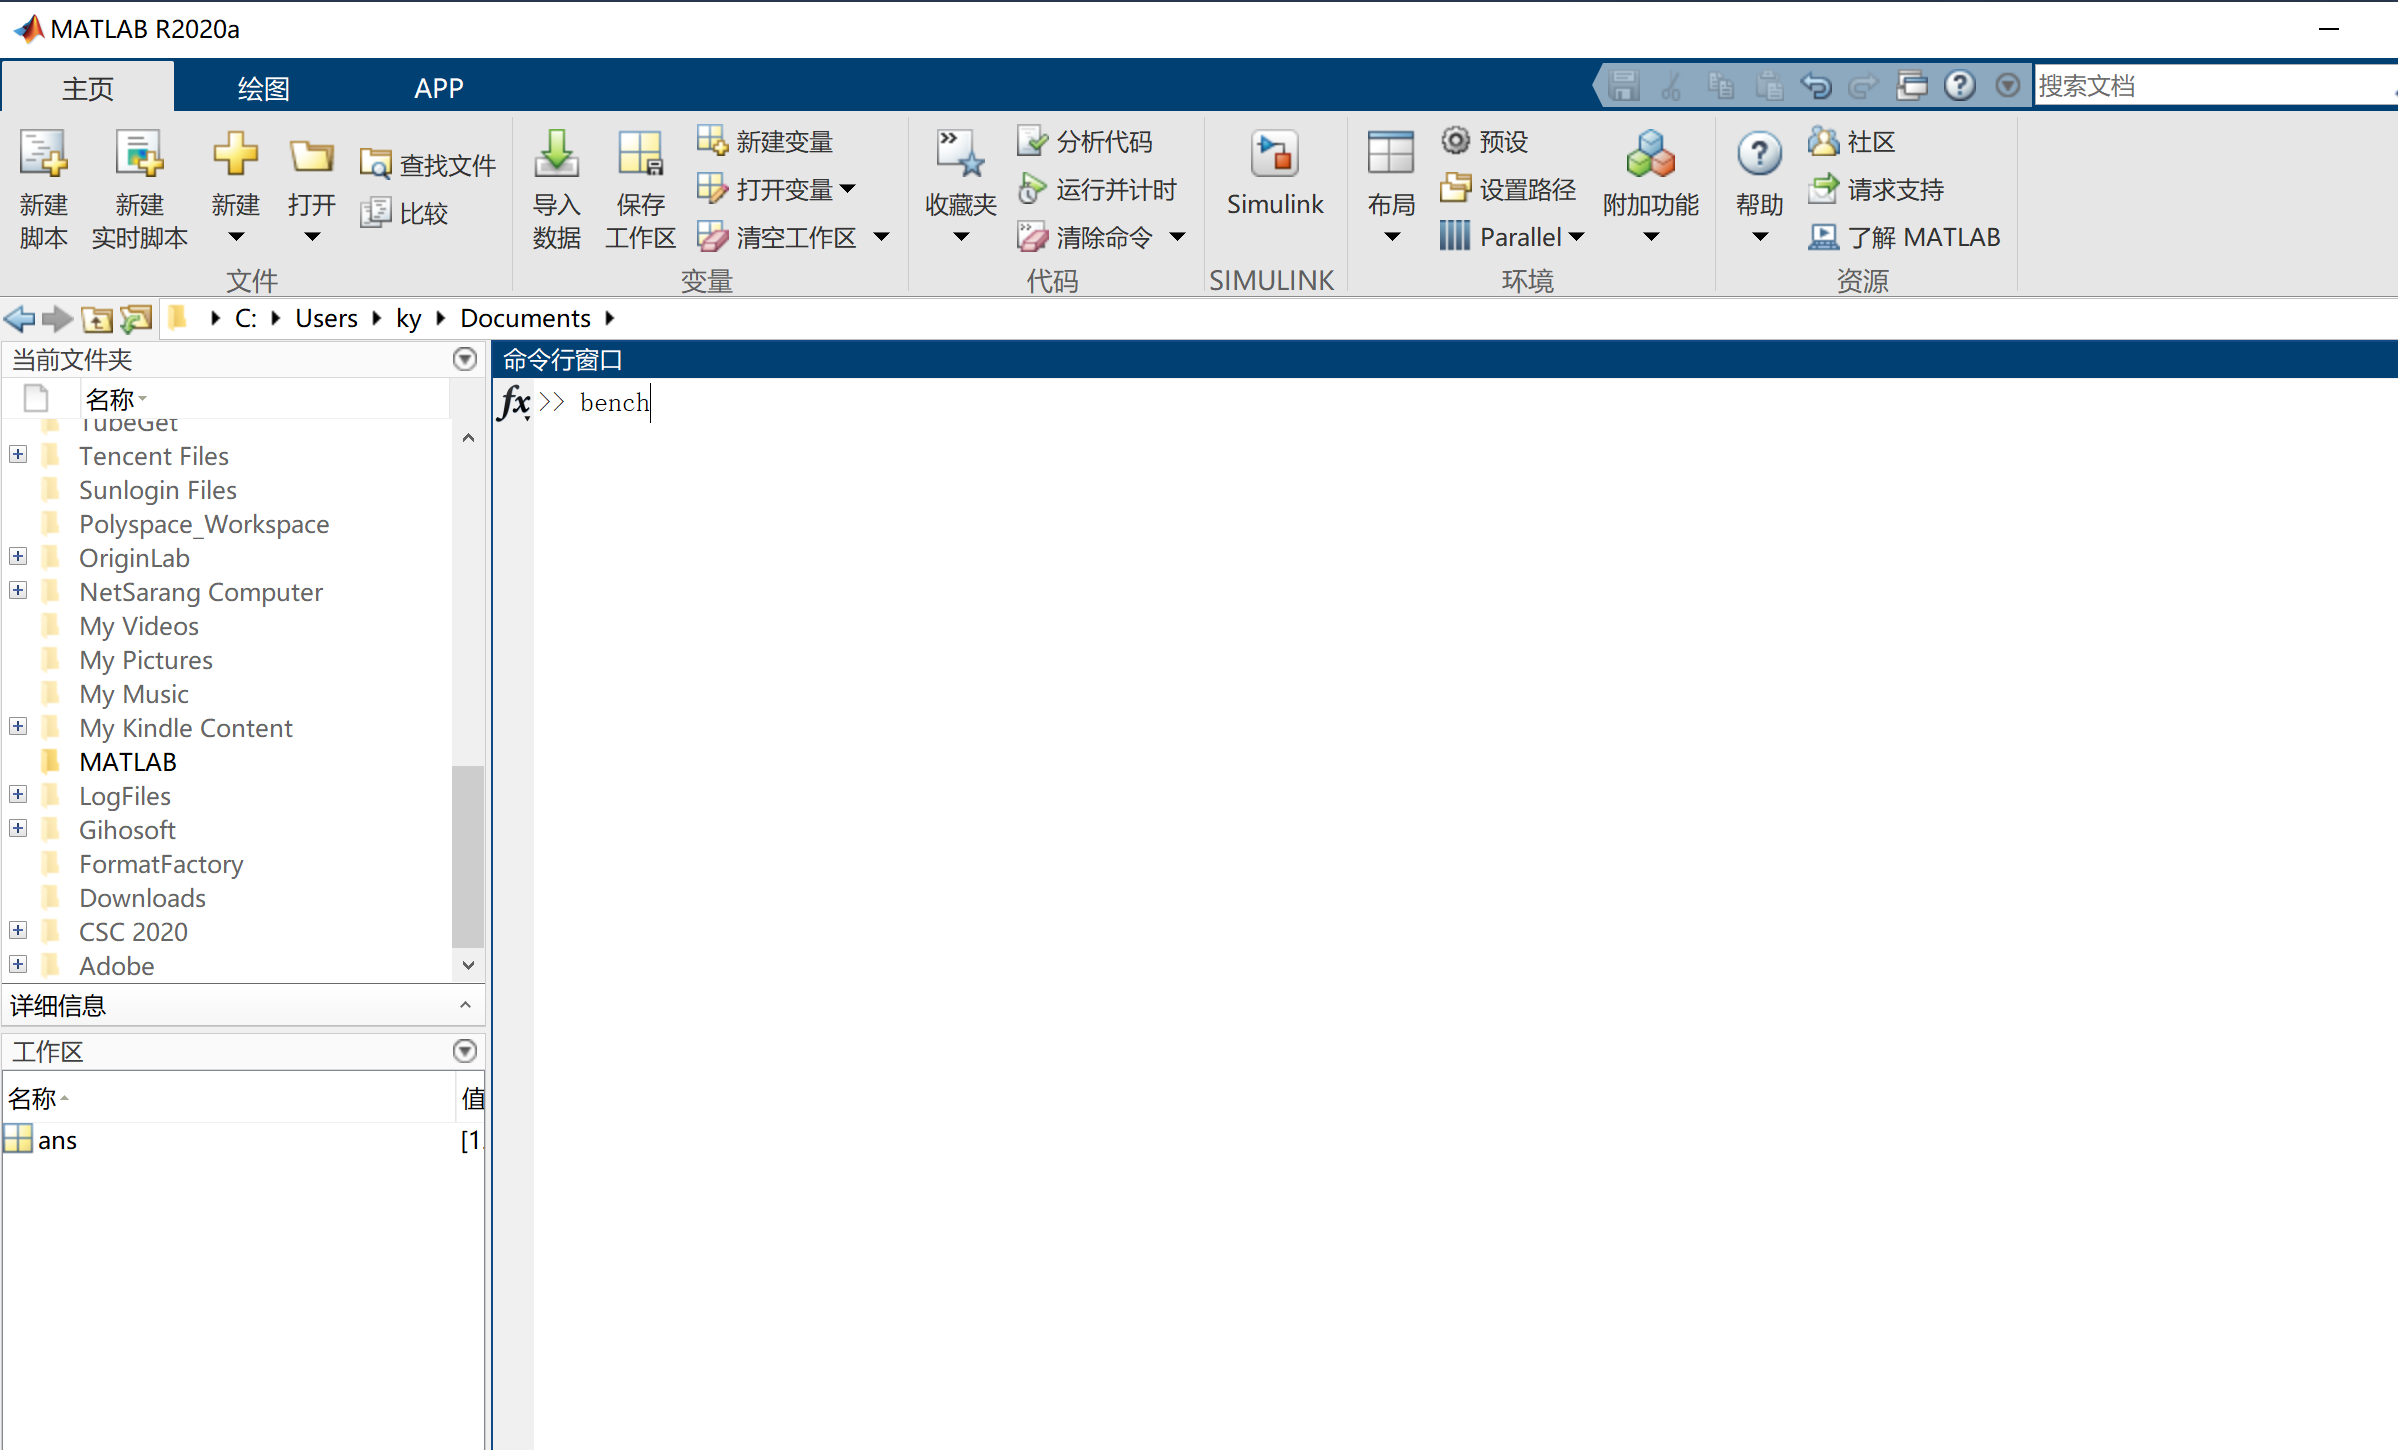 MATLAB R2020a
主页 绘图 APP 搜索文档
新建脚本
新建实时脚本
新建
打开
查找文件
比较
文件
导入数据
保存工作区
新建变量
打开变量
清空工作区
变量
收藏夹
分析代码
运行并计时
清除命令
代码
Simulink
SIMULINK
布局
预设
设置路径
Parallel
附加功能
环境
帮助
社区
请求支持
了解 MATLAB
资源
C: Users ky Documents
当前文件夹
名称
TubeGet
Tencent Files
Sunlogin Files
Polyspace_Workspace
OriginLab
NetSarang Computer
My Videos
My Pictures
My Music
My Kindle Content
MATLAB
LogFiles
Gihosoft
FormatFactory
Downloads
CSC 2020
Adobe
详细信息
工作区
名称 值
ans [1.
命令行窗口
fx >> bench